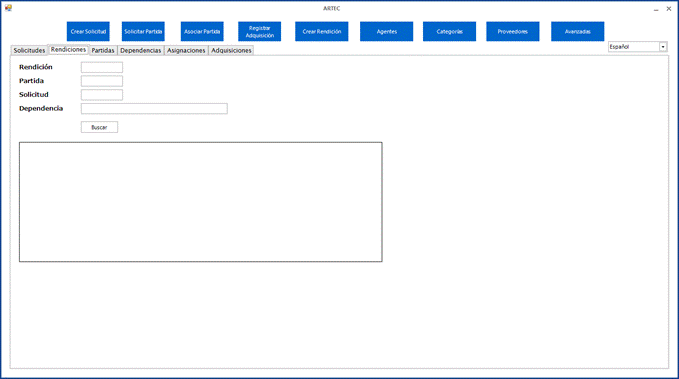 ARTEC
Crear Solicitud Solicitar Partida Asociar Partida Registrar Adquisición Crear Rendición Agentes Categorías Proveedores Avanzadas
Español
Solicitudes Rendiciones Partidas Dependencias Asignaciones Adquisiciones
Rendición
Partida
Solicitud
Dependencia
Buscar